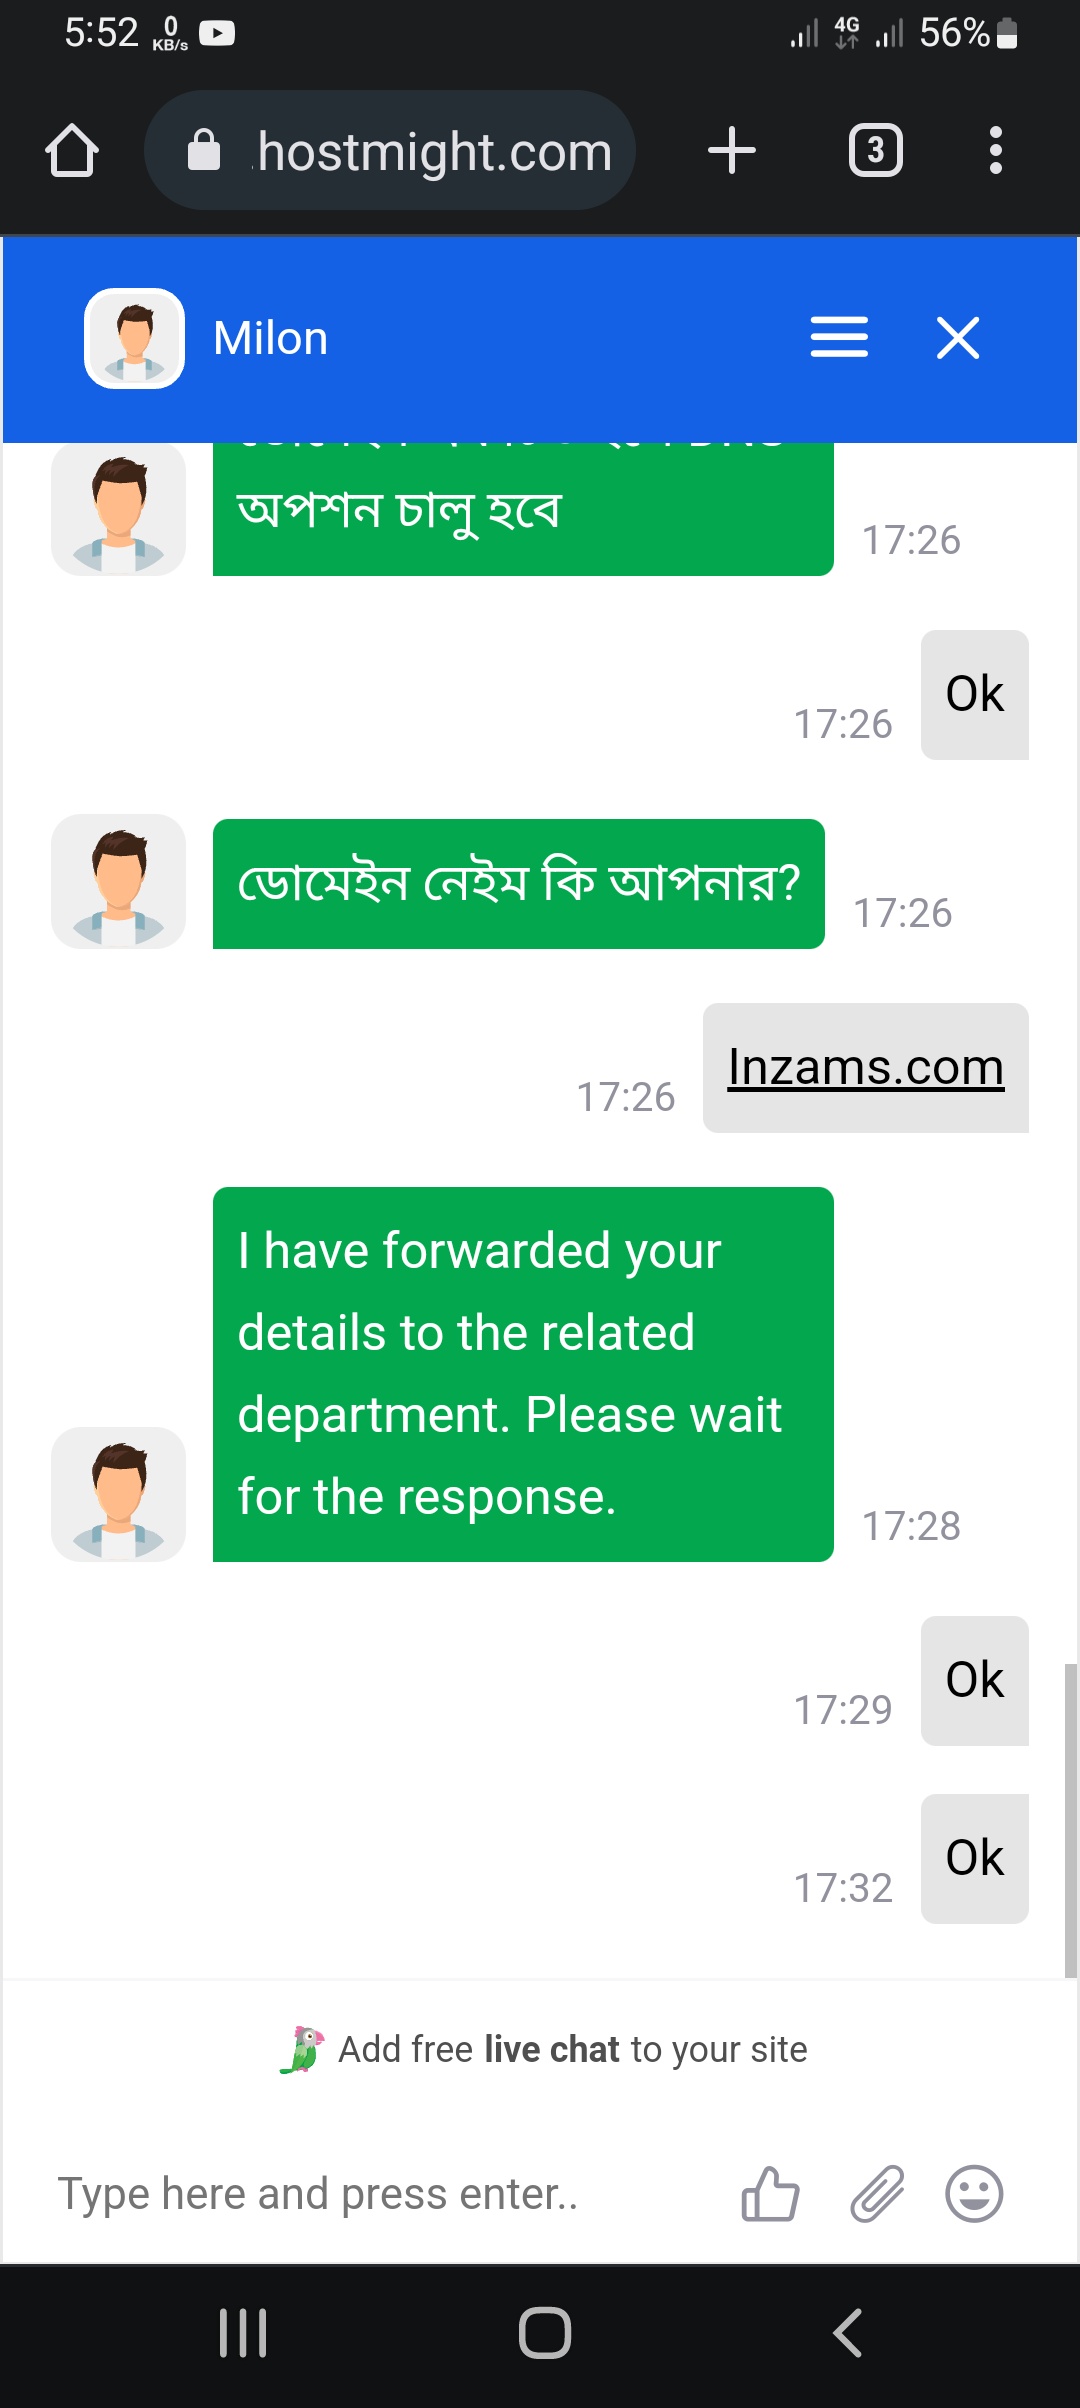 5:52 0 KB/s 4G 56%
.hostmight.com 3
Milon
অপশন চালু হবে
17:26
Ok
17:26
ডোমেইন নেইম কি আপনার?
17:26
Inzams.com
17:26
I have forwarded your
details to the related
department. Please wait
for the response.
17:28
Ok
17:29
Ok
17:32
Add free live chat to your site
Type here and press enter..